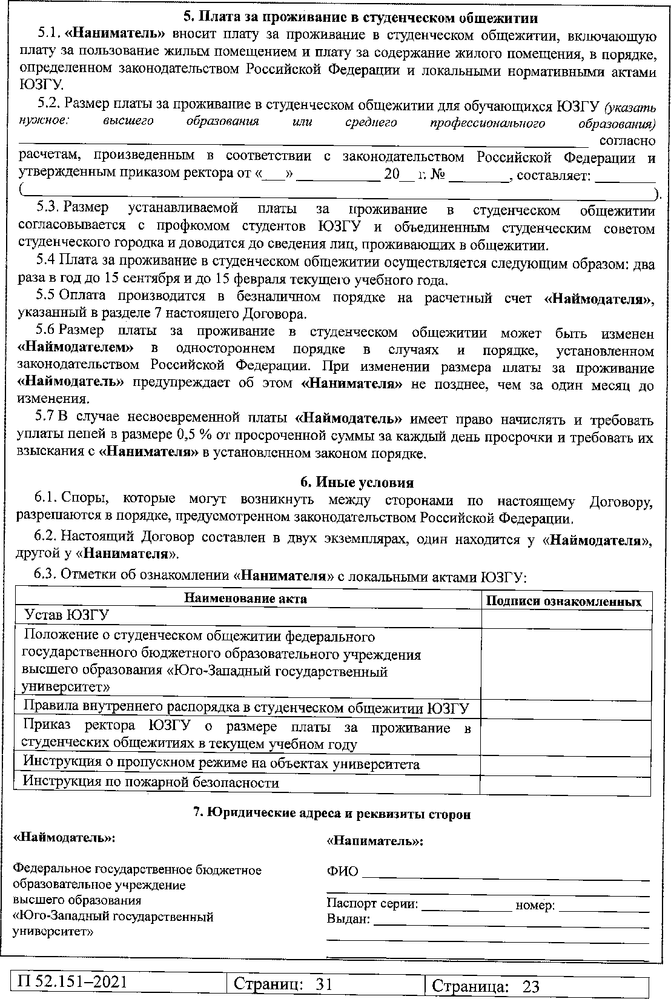 5. Плата за проживание в студенческом общежитии
5.1. «Наниматель» вносит плату за проживание в студенческом общежитии, включающую
плату за пользование жилым помещением и плату за содержание жилого помещения, в порядке,
определенном законодательством Российской Федерации и локальными нормативными актами
ЮЗГУ.
5.2. Размер платы за проживание в студенческом общежитии для обучающихся ЮЗГУ (указать
нужное: высшего образования или среднего профессионального образования)
______________________________ согласно
расчетам, произведенным в соответствии с законодательством Российской Федерации и
утвержденным приказом ректора от «___» ____________ 20__ г. № ________, составляет: ________
(______________________________).
5.3. Размер устанавливаемой платы за проживание в студенческом общежитии
согласовывается с профкомом студентов ЮЗГУ и объединенным студенческим советом
студенческого городка и доводится до сведения лиц, проживающих в общежитии.
5.4 Плата за проживание в студенческом общежитии осуществляется следующим образом: два
раза в год до 15 сентября и до 15 февраля текущего учебного года.
5.5 Оплата производится в безналичном порядке на расчетный счет «Наймодателя»,
указанный в разделе 7 настоящего Договора.
5.6 Размер платы за проживание в студенческом общежитии может быть изменен
«Наймодателем» в одностороннем порядке в случаях и порядке, установленном
законодательством Российской Федерации. При изменении размера платы за проживание
«Наймодатель» предупреждает об этом «Нанимателя» не позднее, чем за один месяц до
изменения.
5.7 В случае несвоевременной платы «Наймодатель» имеет право начислять и требовать
уплаты пеней в размере 0,5 % от просроченной суммы за каждый день просрочки и требовать их
взыскания с «Нанимателя» в установленном законом порядке.
6. Иные условия
6.1. Споры, которые могут возникнуть между сторонами по настоящему Договору,
разрешаются в порядке, предусмотренном законодательством Российской Федерации.
6.2. Настоящий Договор составлен в двух экземплярах, один находится у «Наймодателя»,
другой у «Нанимателя».
6.3. Отметки об ознакомлении «Нанимателя» с локальными актами ЮЗГУ:
Наименование акта Подписи ознакомленных
Устав ЮЗГУ
Положение о студенческом общежитии федерального
государственного бюджетного образовательного учреждения
высшего образования «Юго-Западный государственный
университет»
Правила внутреннего распорядка в студенческом общежитии ЮЗГУ
Приказ ректора ЮЗГУ о размере платы за проживание в
студенческих общежитиях в текущем учебном году
Инструкция о пропускном режиме на объектах университета
Инструкция по пожарной безопасности
7. Юридические адреса и реквизиты сторон
«Наймодатель»:
Федеральное государственное бюджетное
образовательное учреждение
высшего образования
«Юго-Западный государственный
университет»
«Наниматель»:
ФИО ______________________________
Паспорт серии: __________ номер: __________
Выдан: ______________________________
П 52.151–2021 Страниц: 31 Страница: 23